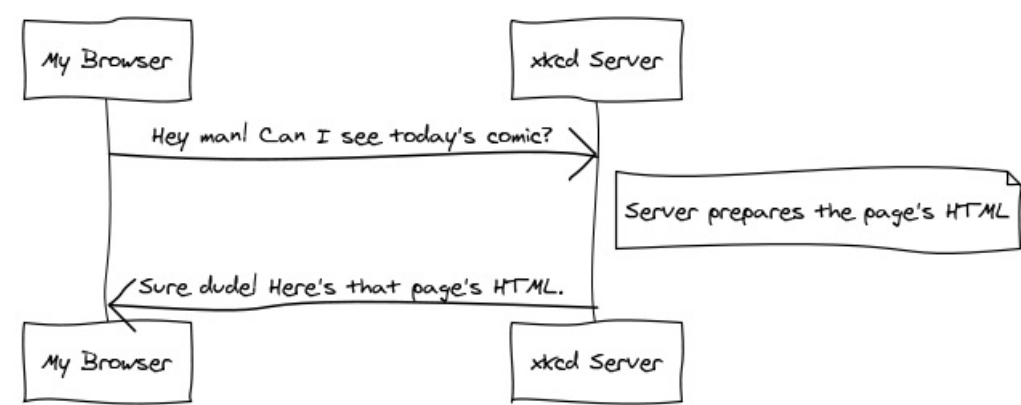 My Browser
xkcd Server
Hey man! Can I see today's comic?
Server prepares the page's HTML
Sure dude! Here's that page's HTML.
My Browser
xkcd Server